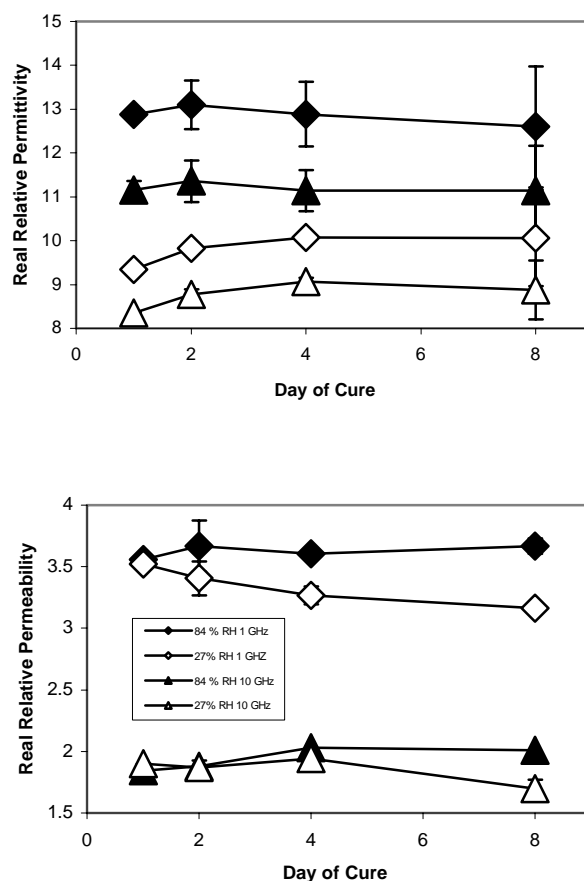 15
14
13
12
11
10
9
8
Real Relative Permittivity
0 2 4 6 8
Day of Cure
4
3.5
3
2.5
2
1.5
Real Relative Permeability
84 % RH 1 GHz
27% RH 1 GHZ
84 % RH 10 GHz
27% RH 10 GHz
0 2 4 6 8
Day of Cure